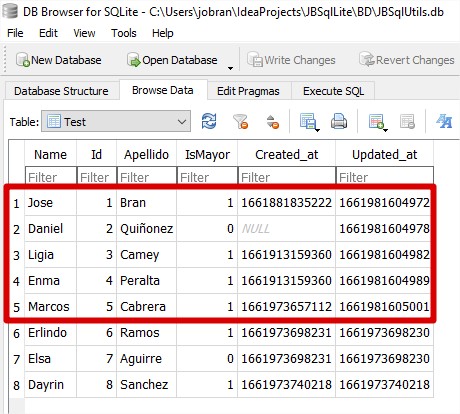 DB Browser for SQLite - C:\Users\jobran\IdeaProjects\JBSqlLite\BD\JBSqlUtils.db
File Edit View Tools Help
New Database Open Database Write Changes Revert Changes
Database Structure Browse Data Edit Pragmas Execute SQL
Table: Test
Name Id Apellido IsMayor Created_at Updated_at
Filter Filter Filter Filter Filter Filter
1 Jose 1 Bran 1 1661881835222 1661981604972
2 Daniel 2 Quiñonez 0 NULL 1661981604978
3 Ligia 3 Camey 1 1661913159360 1661981604982
4 Enma 4 Peralta 1 1661913159360 1661981604989
5 Marcos 5 Cabrera 1 1661973657112 1661981605001
6 Erlindo 6 Ramos 1 1661973698231 1661973698230
7 Elsa 7 Aguirre 0 1661973698231 1661973698230
8 Dayrin 8 Sanchez 1 1661973740218 1661973740218